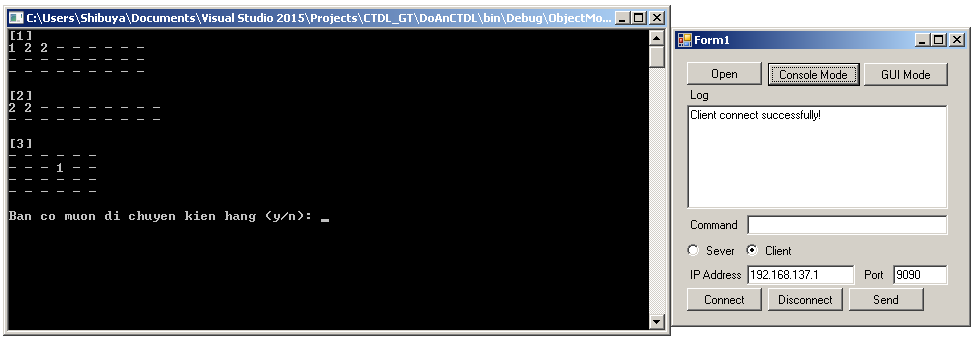 C:\Users\Shibuya\Documents\Visual Studio 2015\Projects\CTDL_GT\DoAnCTDL\bin\Debug\ObjectMo...
[1]
1 2 2 - - - - - -
- - - - - - - - -
- - - - - - - - -
[2]
2 2 - - - - - - - -
- - - - - - - - - -
[3]
- - - - - -
- - - 1 - -
- - - - - -
- - - - - -
Ban co muon di chuyen kien hang (y/n): _
Form1
Open Console Mode GUI Mode
Log
Client connect successfully!
Command
Sever Client
IP Address 192.168.137.1 Port 9090
Connect Disconnect Send